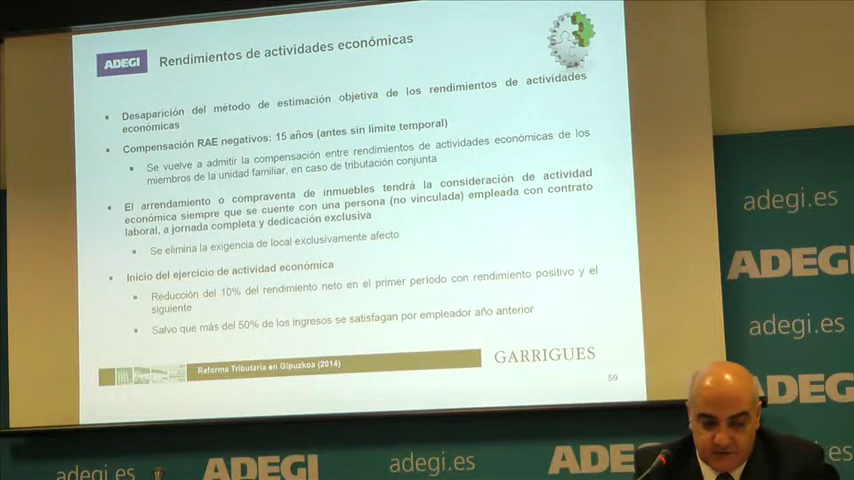 ADEGI
Rendimientos de actividades económicas
Desaparición del método de estimación objetiva de los rendimientos de actividades
económicas
Compensación RAE negativos: 15 años (antes sin limite temporal)
Se vuelve a admitir la compensación entre rendimientos de actividades económicas de los
miembros de la unidad familiar, en caso de tributación conjunta
El arrendamiento o compraventa de inmuebles tendrá la consideración de actividad
económica siempre que se cuente con una persona (no vinculada) empleada con contrato
laboral, a jornada completa y dedicación exclusiva
Se elimina la exigencia de local exclusivamente afecto
Inicio del ejercicio de actividad económica
Reducción del 10% del rendimiento neto en el primer período con rendimiento positivo y el
siguiente
Salvo que más del 50% de los ingresos se satisfagan por empleador año anterior
Reforma Tributaria en Gipuzkoa (2014)
GARRIGUES
50
adegi.es
ADEGI
adegi.es
ADEGI
adegi.es
ADEGI
adegi.es
ADEGI
.es